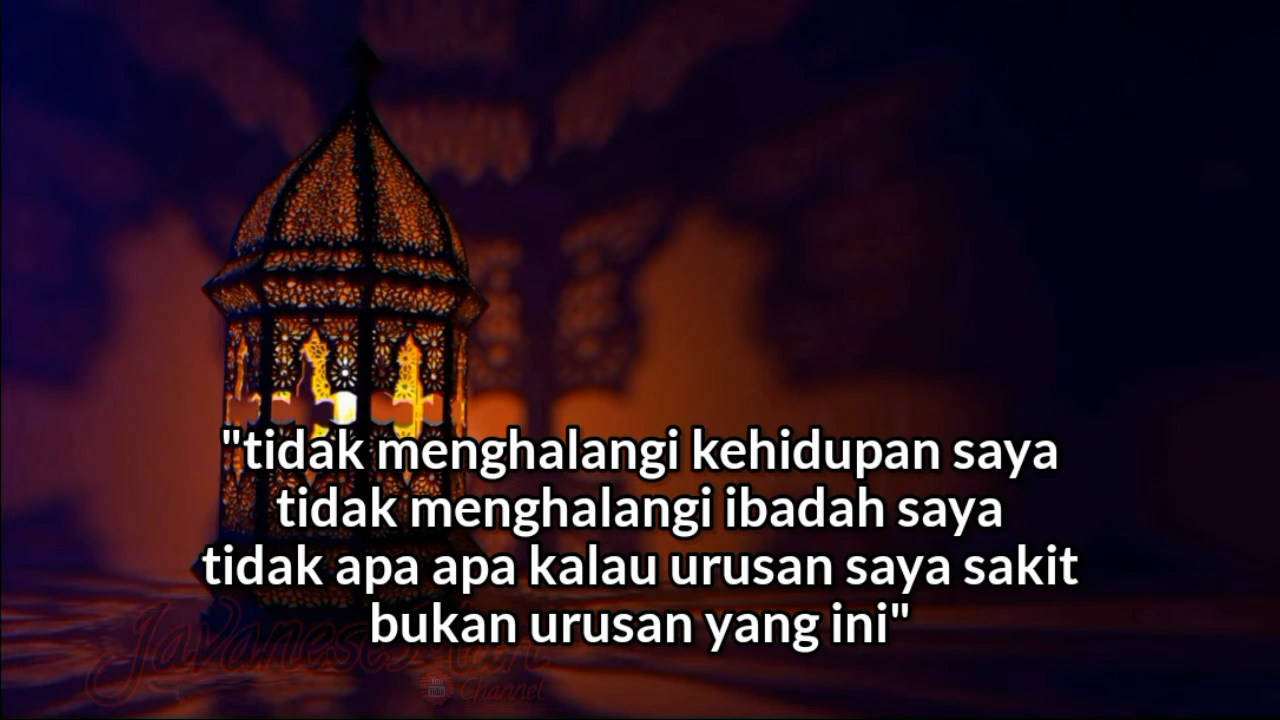 "tidak menghalangi kehidupan saya
tidak menghalangi ibadah saya
tidak apa apa kalau urusan saya sakit
bukan urusan yang ini"
Channel